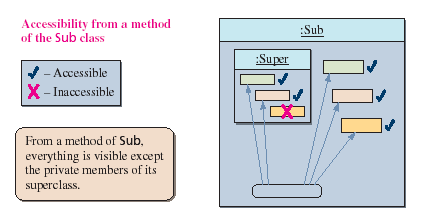 Accessibility from a method
of the Sub class
– Accessible
– Inaccessible
From a method of Sub,
everything is visible except
the private members of its
superclass.
:Sub
:Super